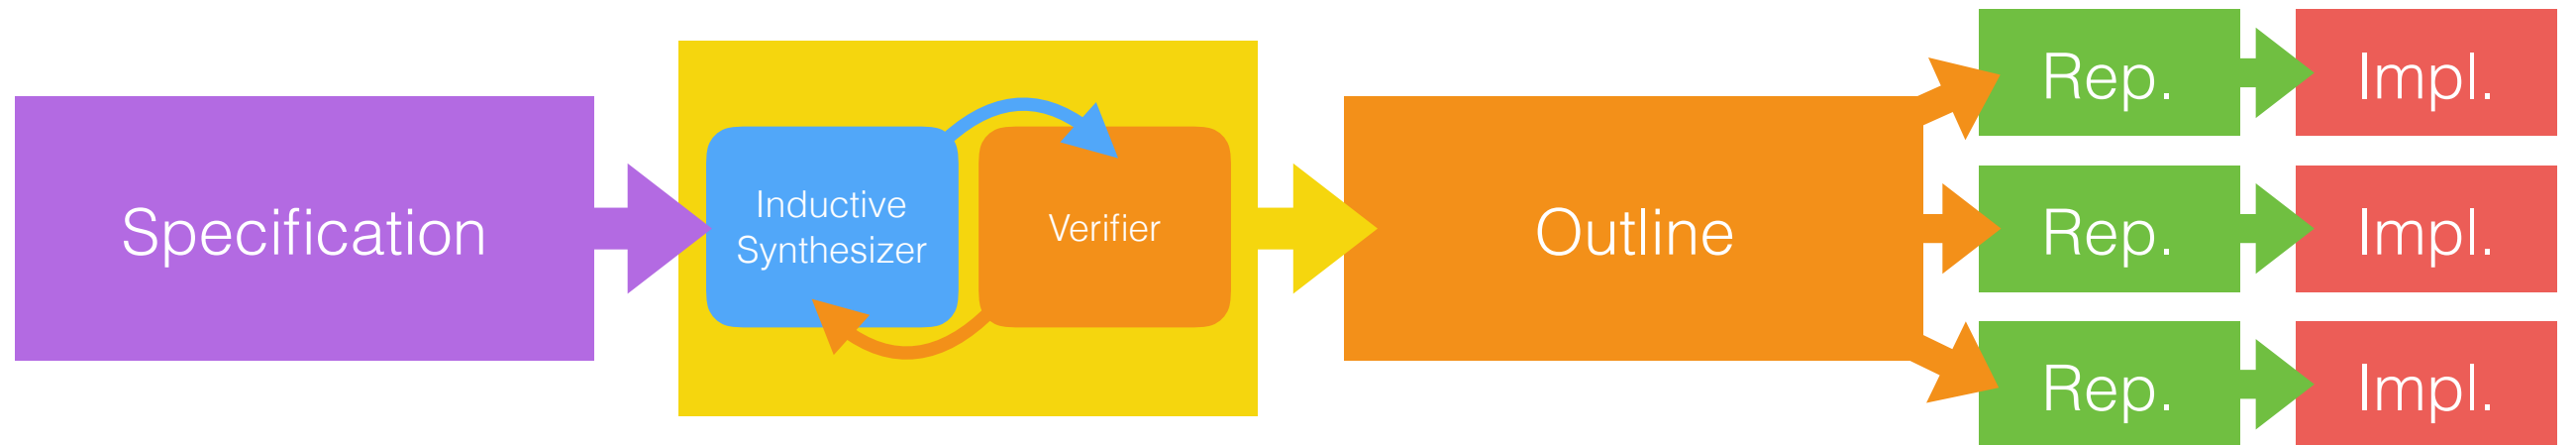 Specification
Inductive
Synthesizer
Verifier
Outline
Rep.
Impl.
Rep.
Impl.
Rep.
Impl.